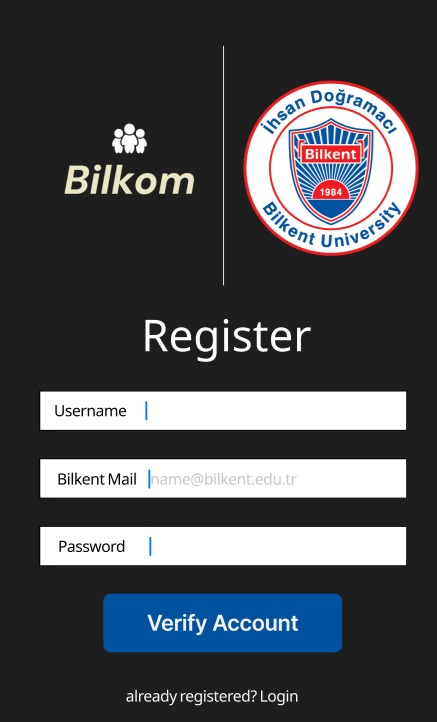 Bilkom
İhsan Doğramacı
Bilkent
1984
Bilkent University
Register
Username
Bilkent Mail name@bilkent.edu.tr
Password
Verify Account
already registered? Login